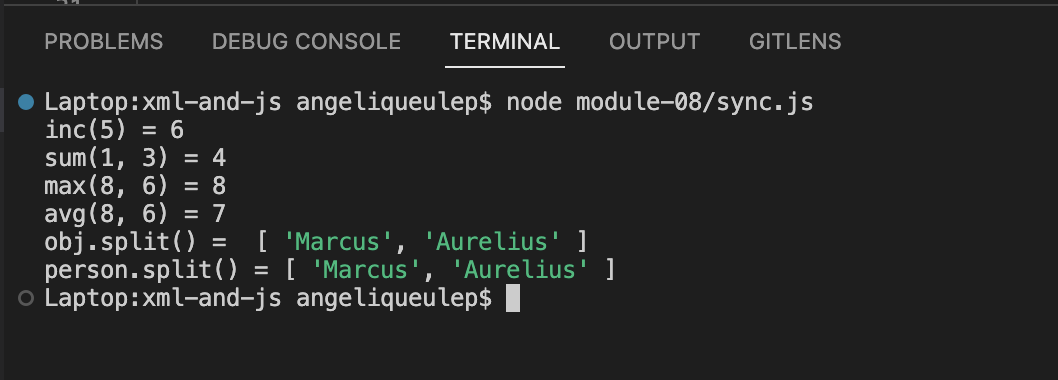 PROBLEMS DEBUG CONSOLE TERMINAL OUTPUT GITLENS
Laptop:xml-and-js angeliqueulep$ node module-08/sync.js
inc(5) = 6
sum(1, 3) = 4
max(8, 6) = 8
avg(8, 6) = 7
obj.split() =  [ 'Marcus', 'Aurelius' ]
person.split() = [ 'Marcus', 'Aurelius' ]
Laptop:xml-and-js angeliqueulep$